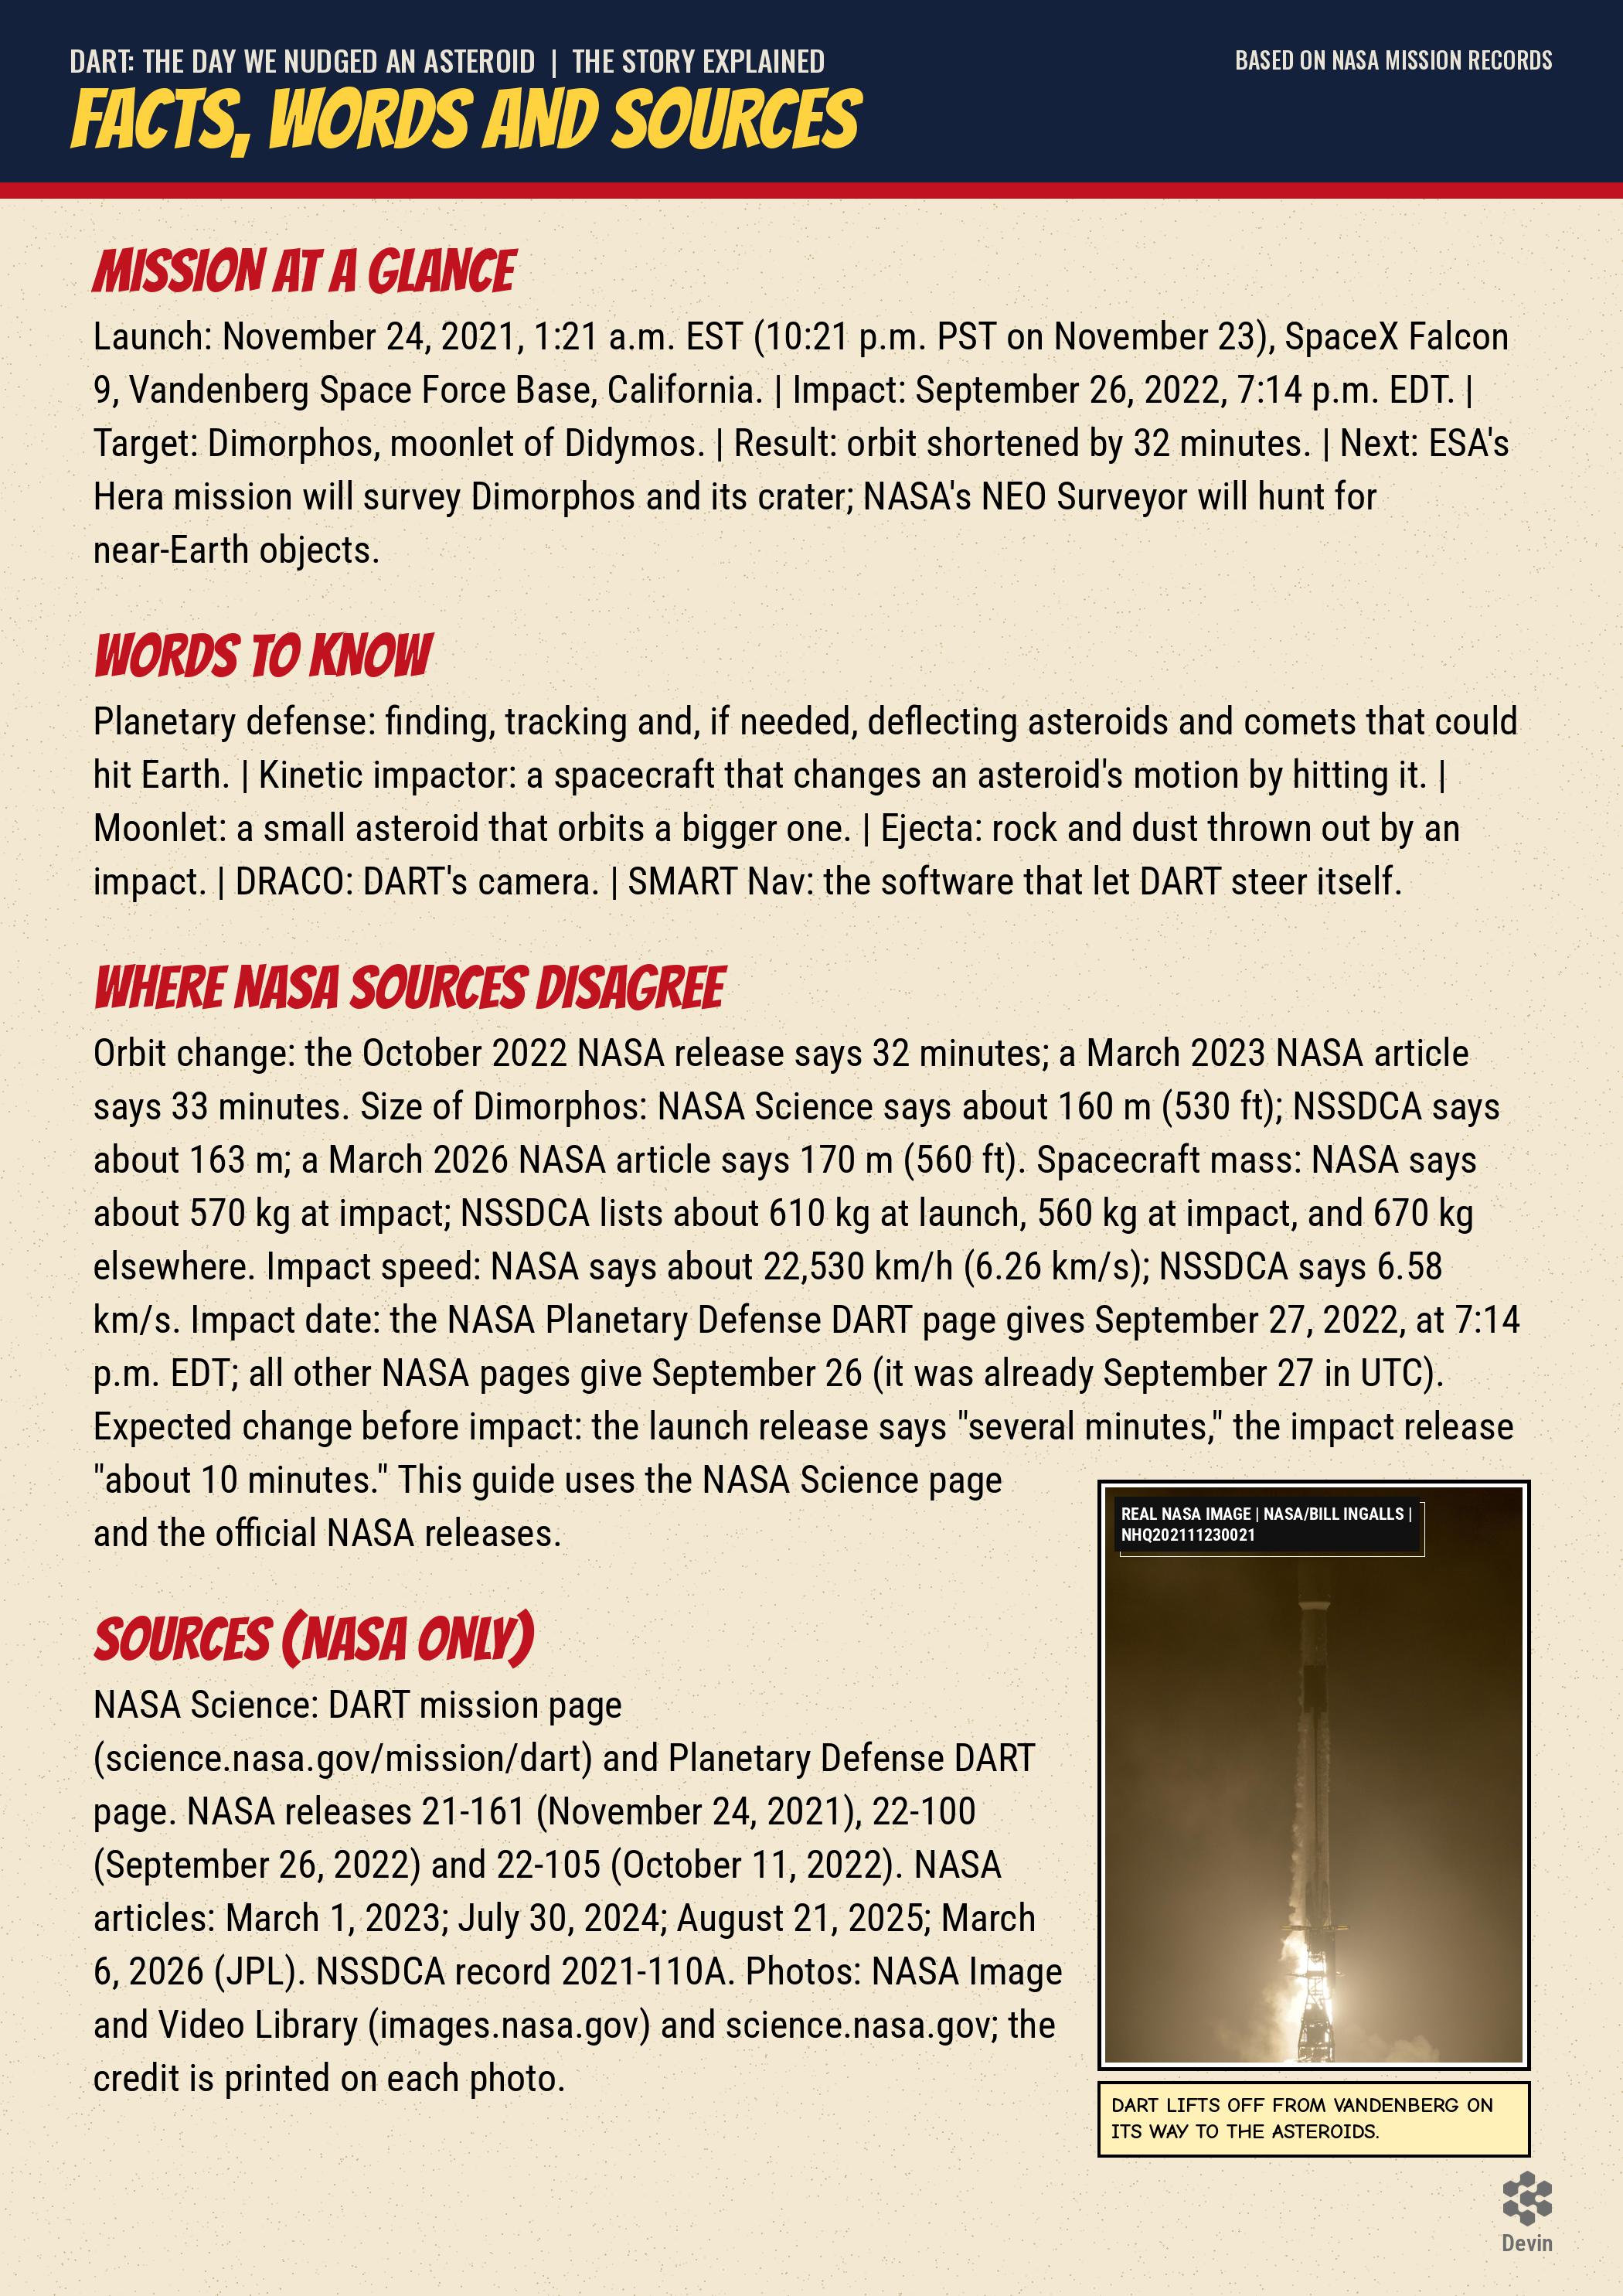 DART: THE DAY WE NUDGED AN ASTEROID | THE STORY EXPLAINED
BASED ON NASA MISSION RECORDS
FACTS, WORDS AND SOURCES
MISSION AT A GLANCE
Launch: November 24, 2021, 1:21 a.m. EST (10:21 p.m. PST on November 23), SpaceX Falcon
9, Vandenberg Space Force Base, California. | Impact: September 26, 2022, 7:14 p.m. EDT. |
Target: Dimorphos, moonlet of Didymos. | Result: orbit shortened by 32 minutes. | Next: ESA's
Hera mission will survey Dimorphos and its crater; NASA's NEO Surveyor will hunt for
near-Earth objects.
WORDS TO KNOW
Planetary defense: finding, tracking and, if needed, deflecting asteroids and comets that could
hit Earth. | Kinetic impactor: a spacecraft that changes an asteroid's motion by hitting it. |
Moonlet: a small asteroid that orbits a bigger one. | Ejecta: rock and dust thrown out by an
impact. | DRACO: DART's camera. | SMART Nav: the software that let DART steer itself.
WHERE NASA SOURCES DISAGREE
Orbit change: the October 2022 NASA release says 32 minutes; a March 2023 NASA article
says 33 minutes. Size of Dimorphos: NASA Science says about 160 m (530 ft); NSSDCA says
about 163 m; a March 2026 NASA article says 170 m (560 ft). Spacecraft mass: NASA says
about 570 kg at impact; NSSDCA lists about 610 kg at launch, 560 kg at impact, and 670 kg
elsewhere. Impact speed: NASA says about 22,530 km/h (6.26 km/s); NSSDCA says 6.58
km/s. Impact date: the NASA Planetary Defense DART page gives September 27, 2022, at 7:14
p.m. EDT; all other NASA pages give September 26 (it was already September 27 in UTC).
Expected change before impact: the launch release says "several minutes," the impact release
"about 10 minutes." This guide uses the NASA Science page
and the official NASA releases.
SOURCES (NASA ONLY)
NASA Science: DART mission page
(science.nasa.gov/mission/dart) and Planetary Defense DART
page. NASA releases 21-161 (November 24, 2021), 22-100
(September 26, 2022) and 22-105 (October 11, 2022). NASA
articles: March 1, 2023; July 30, 2024; August 21, 2025; March
6, 2026 (JPL). NSSDCA record 2021-110A. Photos: NASA Image
and Video Library (images.nasa.gov) and science.nasa.gov; the
credit is printed on each photo.
REAL NASA IMAGE | NASA/BILL INGALLS |
NHQ202111230021
DART LIFTS OFF FROM VANDENBERG ON
ITS WAY TO THE ASTEROIDS.
Devin